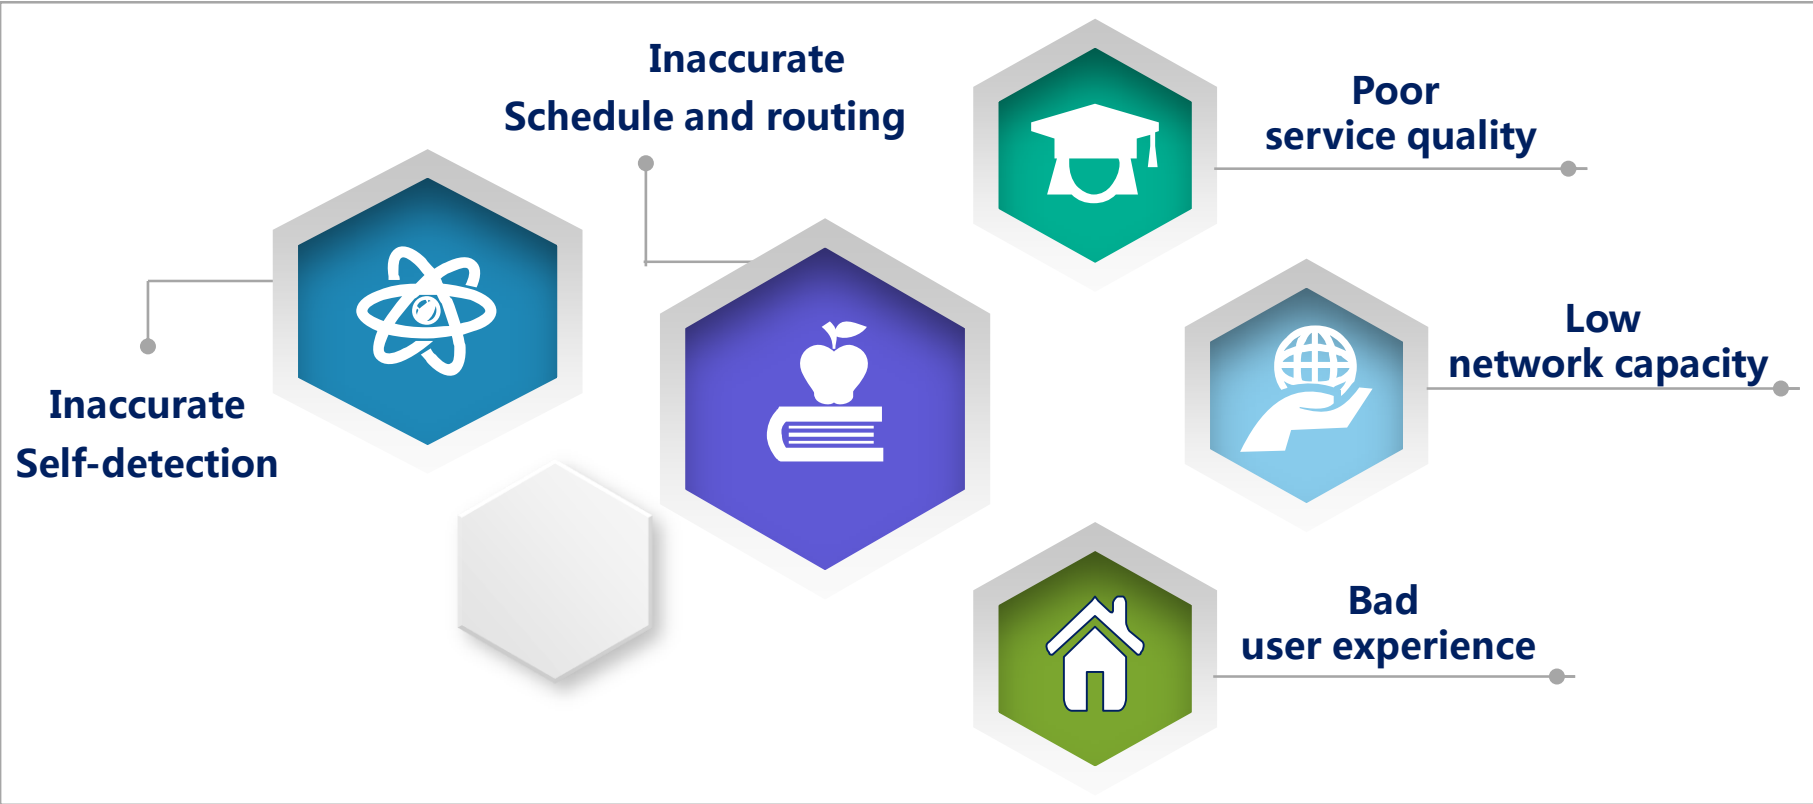 Inaccurate
Schedule and routing
Poor
service quality
Low
network capacity
Inaccurate
Self-detection
Bad
user experience